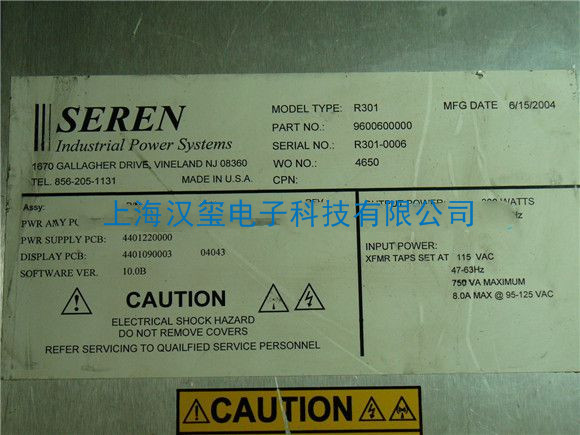 SEREN
Industrial Power Systems
1670 GALLAGHER DRIVE, VINELAND NJ 08360
TEL. 856-205-1131 MADE IN U.S.A.
MODEL TYPE: R301 MFG DATE 6/15/2004
PART NO.: 9600600000
SERIAL NO.: R301-0006
WO NO.: 4650
CPN:
Assy:
上海汉玺电子科技有限公司
PWR
PWR SUPPLY PCB: 4401220000
DISPLAY PCB: 4401090003 04043
SOFTWARE VER. 10.0B
OUTPUT POWER: WATTS
INPUT POWER:
XFMR TAPS SET AT 115 VAC
47-63Hz
750 VA MAXIMUM
8.0A MAX @ 95-125 VAC
CAUTION
ELECTRICAL SHOCK HAZARD
DO NOT REMOVE COVERS
REFER SERVICING TO QUAILFIED SERVICE PERSONNEL
CAUTION